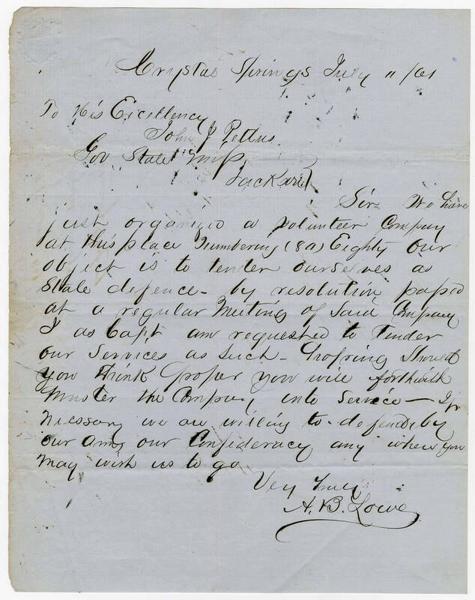 Crystal Springs July 11/61
To His Excellency
John J Pettus
Gov State Miss
Jackson
Sir We have
just organized a volunteer Company
at this place Numbering (80) Eighty our
object is to tender ourselves as
State defence - by resolution passed
at a regular Meeting of Said Company
I as Capt am requested to Tender
our Services as Such - Hopeing Should
you think proper you will forthwith
Muster the Company into Service - If
necessary we are willing to defend by
our arms our Confideracy any where you
may wish us to go
Very Truly
A. B. Lowe